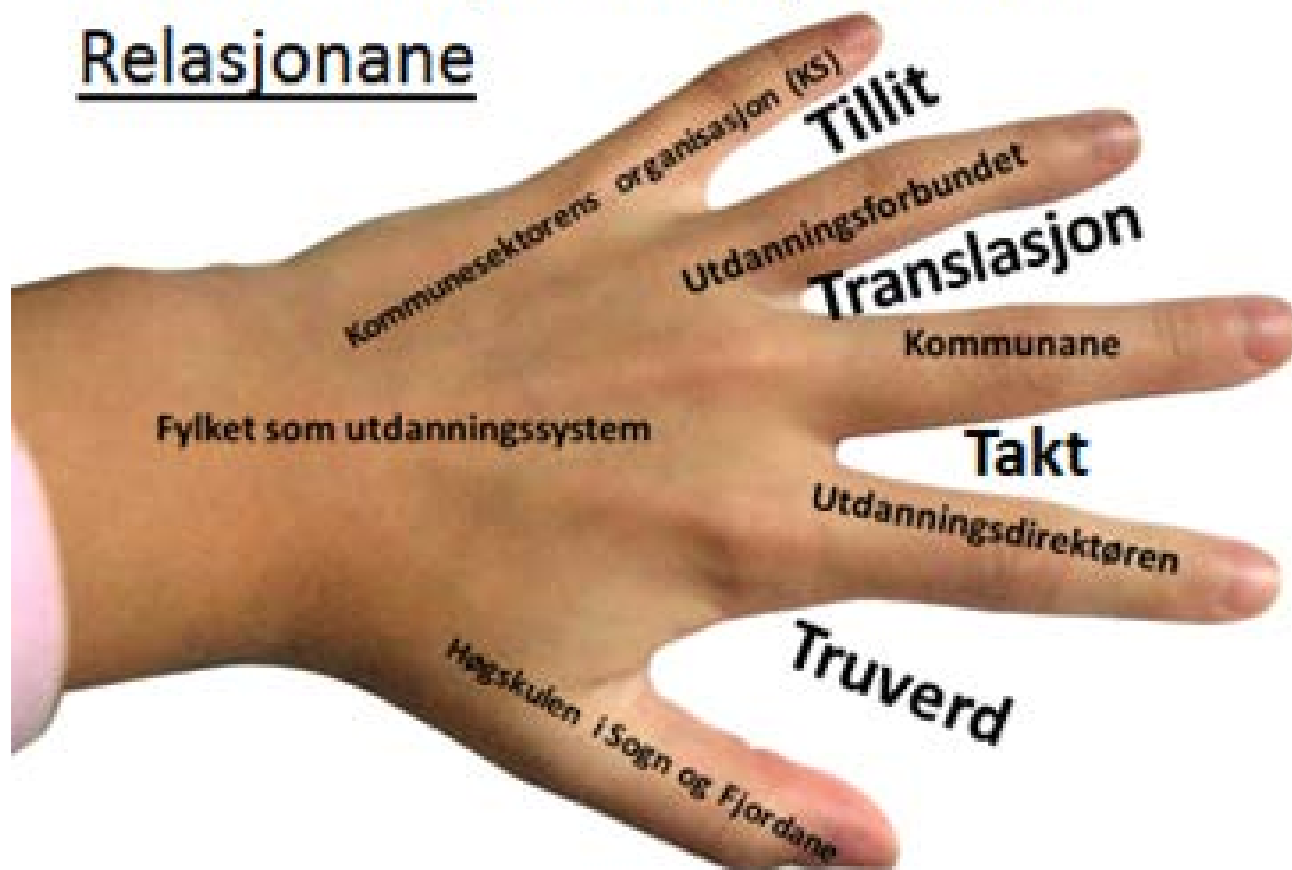 Relasjonane
Kommunesektorens organisasjon (KS)
Tillit
Utdanningsforbundet
Translasjon
Kommunane
Fylket som utdanningssystem
Takt
Utdanningsdirektøren
Truverd
Høgskulen i Sogn og Fjordane